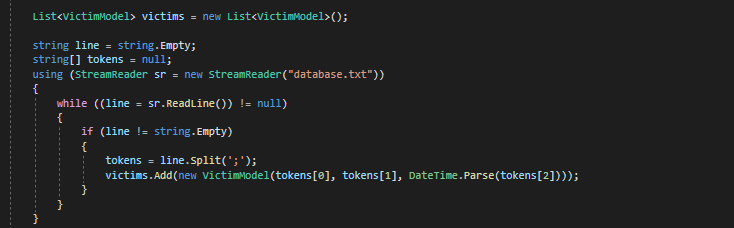 List<VictimModel> victims = new List<VictimModel>();
string line = string.Empty;
string[] tokens = null;
using (StreamReader sr = new StreamReader("database.txt"))
{
while ((line = sr.ReadLine()) != null)
{
if (line != string.Empty)
{
tokens = line.Split(';');
victims.Add(new VictimModel(tokens[0], tokens[1], DateTime.Parse(tokens[2])));
}
}
}